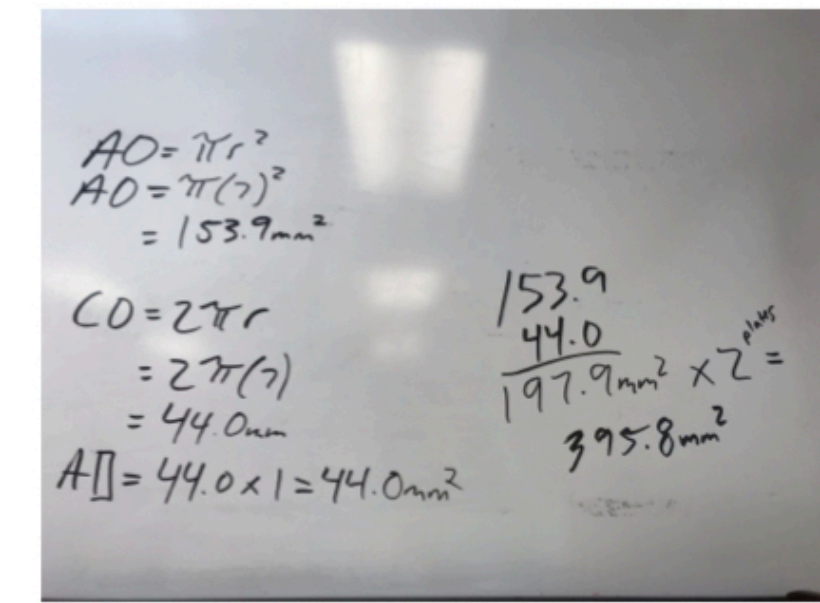 AO = πr²
AO = π(7)²
= 153.9mm²
CO = 2πr
= 2π(7)
= 44.0mm
A▯ = 44.0 x 1 = 44.0mm²
153.9
44.0
197.9mm² x 2 plates =
395.8mm²